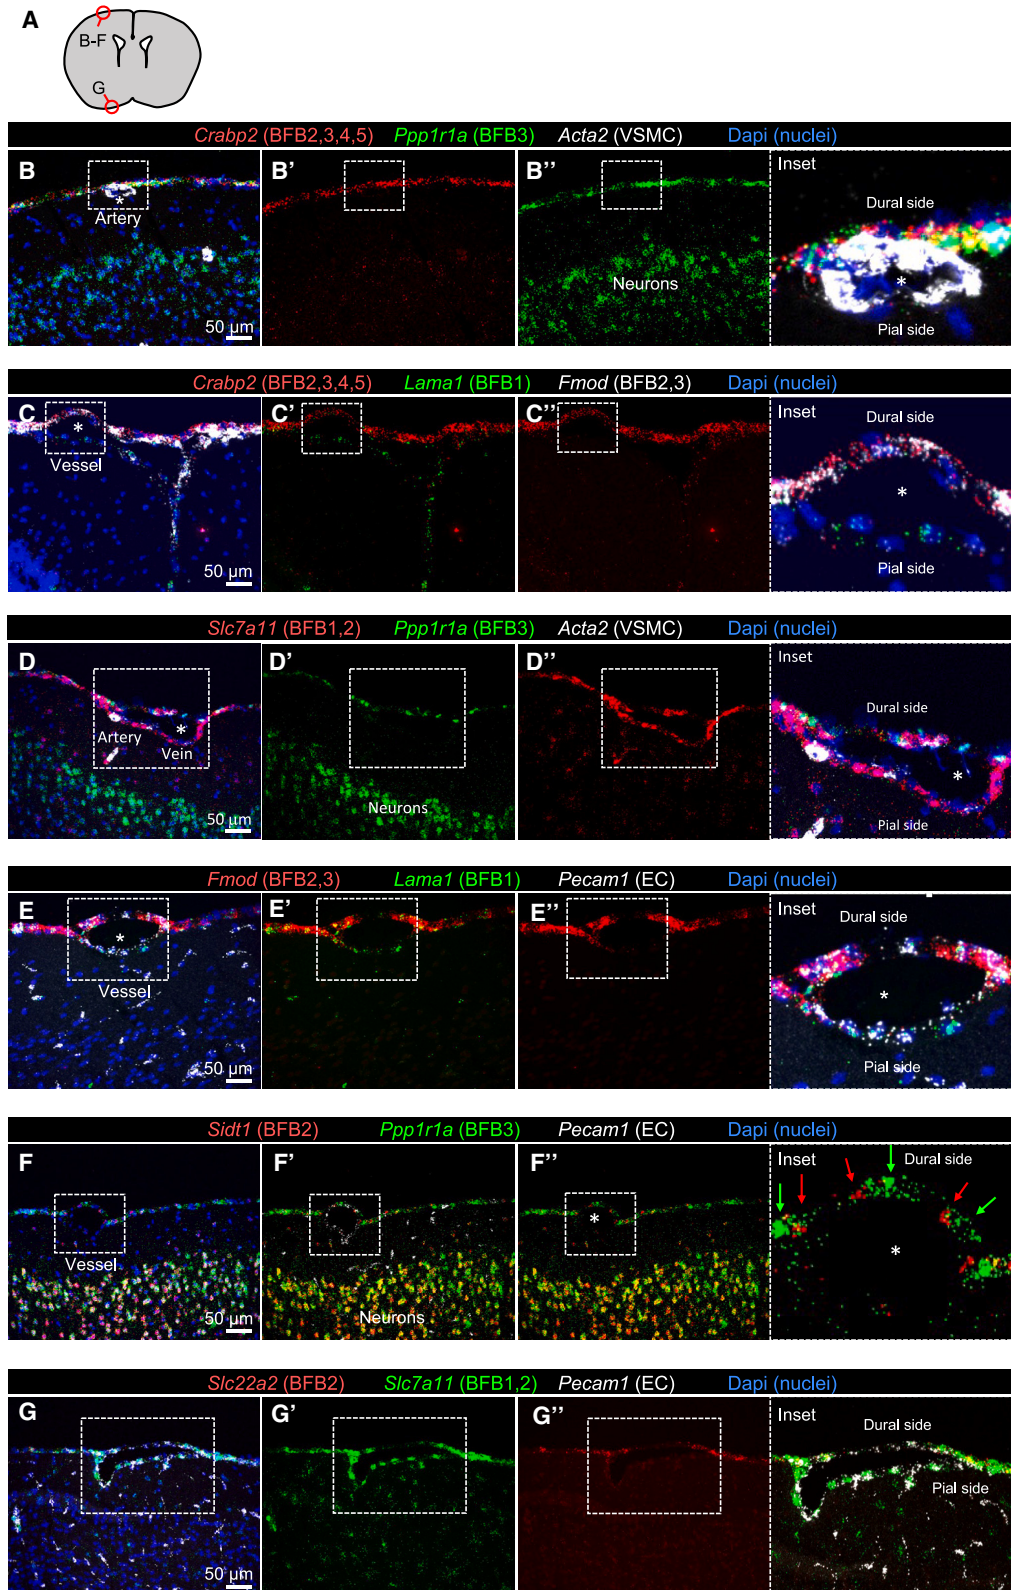 A
B-F
G
Crabp2 (BFB2,3,4,5) Ppp1r1a (BFB3) Acta2 (VSMC) Dapi (nuclei)
B B' B'' Inset
Dural side
* Artery
Neurons
*
Pial side
50 µm
Crabp2 (BFB2,3,4,5) Lama1 (BFB1) Fmod (BFB2,3) Dapi (nuclei)
C C' C'' Inset
Dural side
*
Vessel
*
Pial side
50 µm
Slc7a11 (BFB1,2) Ppp1r1a (BFB3) Acta2 (VSMC) Dapi (nuclei)
D D' D'' Inset
Dural side
*
Artery
Vein
Neurons
*
Pial side
50 µm
Fmod (BFB2,3) Lama1 (BFB1) Pecam1 (EC) Dapi (nuclei)
E E' E'' Inset
Dural side
*
Vessel
*
Pial side
50 µm
Sidt1 (BFB2) Ppp1r1a (BFB3) Pecam1 (EC) Dapi (nuclei)
F F' F'' Inset
Dural side
*
Vessel
*
Neurons
50 µm
Slc22a2 (BFB2) Slc7a11 (BFB1,2) Pecam1 (EC) Dapi (nuclei)
G G' G'' Inset
Dural side
Pial side
50 µm